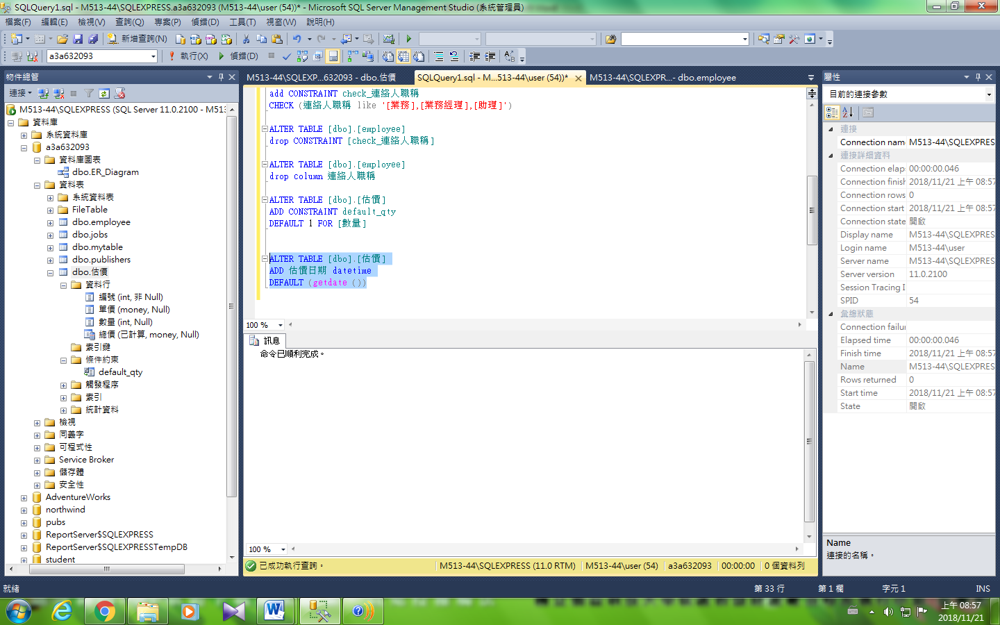 SQLQuery1.sql - M513-44\SQLEXPRESS.a3a632093 (M513-44\user (54))* - Microsoft SQL Server Management Studio (系統管理員)
檔案(F) 編輯(E) 檢視(V) 查詢(Q) 專案(P) 偵錯(D) 工具(T) 視窗(W) 說明(H)
新增查詢(N)
a3a632093 執行(X) 偵錯(D)
物件總管
連接
M513-44\SQLEXPRESS (SQL Server 11.0.2100 - M513
資料庫
系統資料庫
a3a632093
資料庫圖表
dbo.ER_Diagram
資料表
系統資料表
FileTable
dbo.employee
dbo.jobs
dbo.mytable
dbo.publishers
dbo.估價
資料行
編號 (int, 非 Null)
單價 (money, Null)
數量 (int, Null)
總價 (已計算, money, Null)
索引鍵
條件約束
default_qty
觸發程序
索引
統計資料
檢視
同義字
可程式性
Service Broker
儲存體
安全性
AdventureWorks
northwind
pubs
ReportServer$SQLEXPRESS
ReportServer$SQLEXPRESSTempDB
student
M513-44\SQLEXP...632093 - dbo.估價 SQLQuery1.sql - M...513-44\user (54))* M513-44\SQLEXPR...- dbo.employee
add CONSTRAINT check_連絡人職稱
CHECK (連絡人職稱 like '[業務],[業務經理],[助理]')
ALTER TABLE [dbo].[employee]
drop CONSTRAINT [check_連絡人職稱]
ALTER TABLE [dbo].[employee]
drop column 連絡人職稱
ALTER TABLE [dbo].[估價]
ADD CONSTRAINT default_qty
DEFAULT 1 FOR [數量]
ALTER TABLE [dbo].[估價]
ADD 估價日期 datetime
DEFAULT (getdate ())
100 %
訊息
命令已順利完成。
100 %
已成功執行查詢。 M513-44\SQLEXPRESS (11.0 RTM) M513-44\user (54) a3a632093 00:00:00 0 個資料列
屬性
目前的連接參數
連接
Connection nam M513-44\SQLEXPRES
連接詳細資料
Connection elap 00:00:00.046
Connection finish 2018/11/21 上午 08:57
Connection rows 0
Connection start 2018/11/21 上午 08:57
Connection state 開啟
Display name M513-44\SQLEXPRES
Login name M513-44\user
Server name M513-44\SQLEXPRES
Server version 11.0.2100
Session Tracing I
SPID 54
彙總狀態
Connection failur
Elapsed time 00:00:00.046
Finish time 2018/11/21 上午 08:57
Name M513-44\SQLEXPRES
Rows returned 0
Start time 2018/11/21 上午 08:57
State 開啟
Name
連接的名稱。
就緒 第 33 行 第 1 欄 字元 1 INS
上午 08:57
2018/11/21